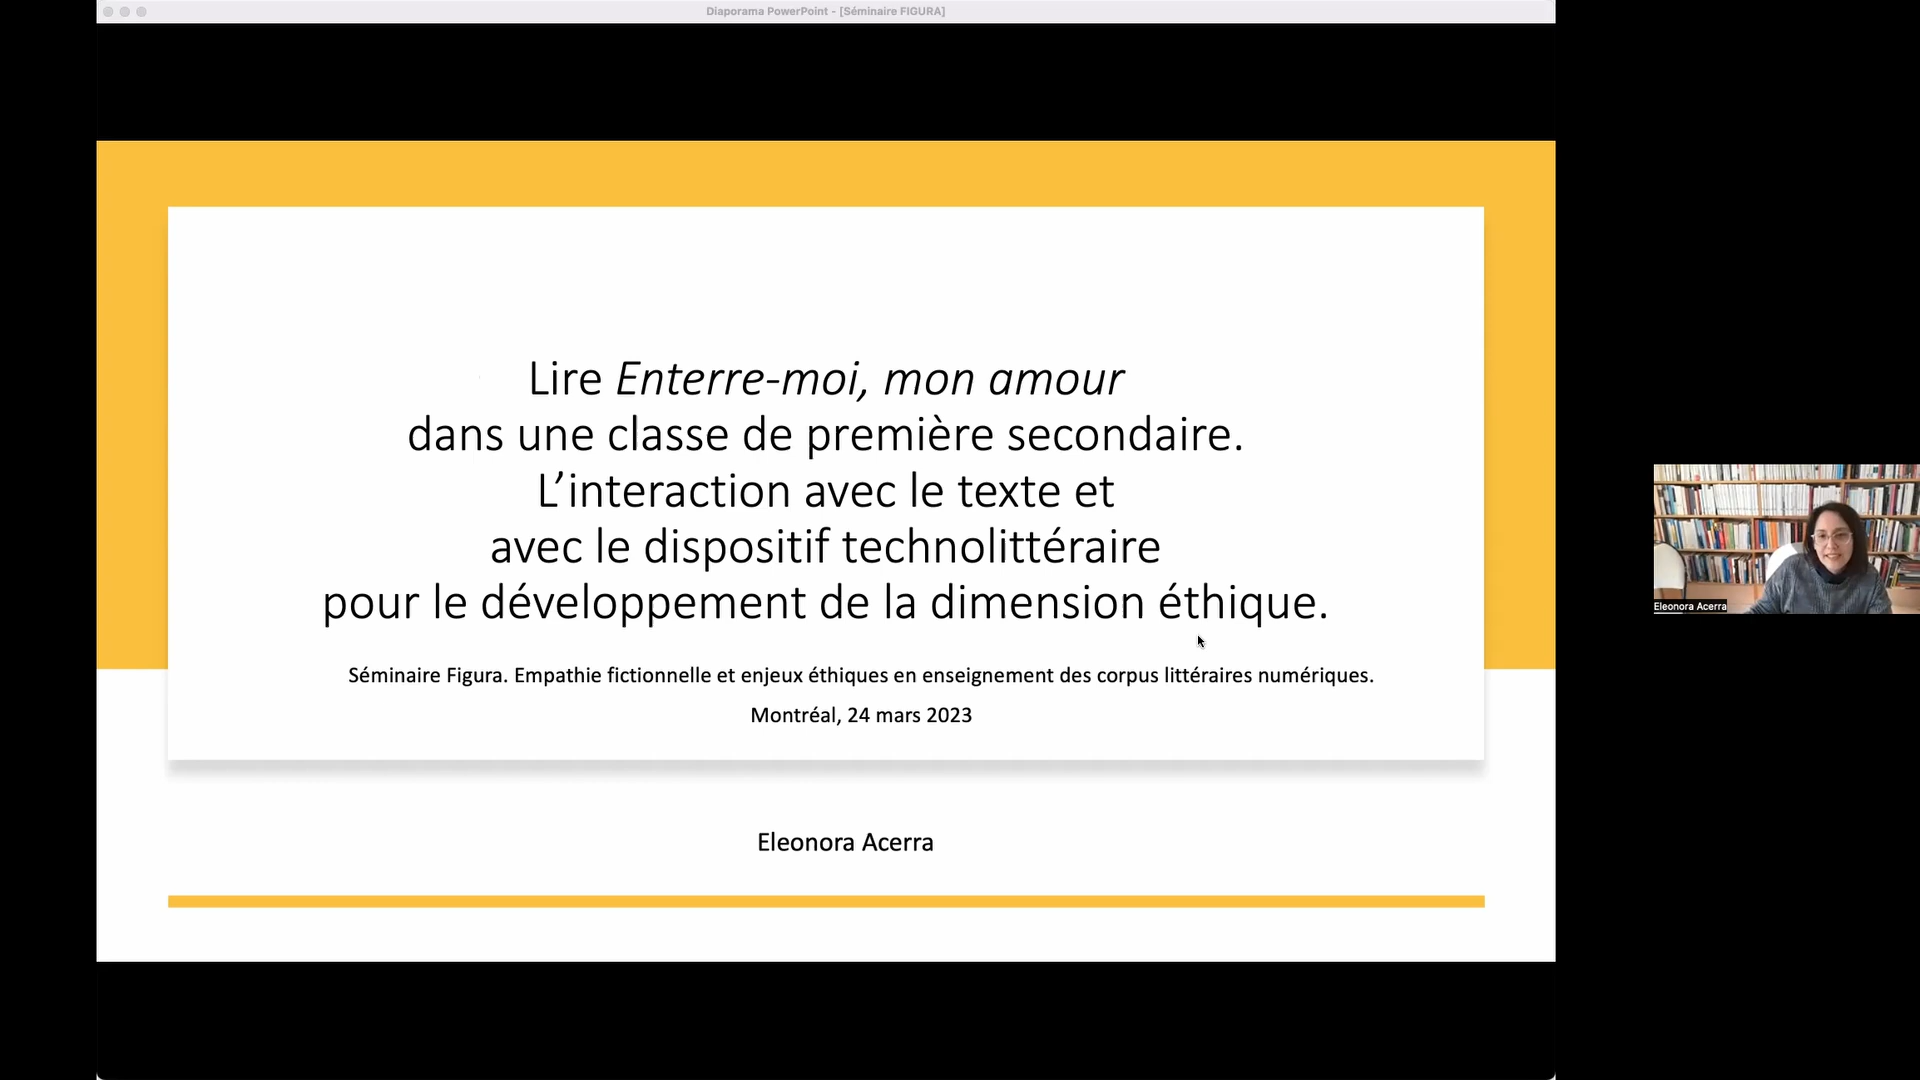 Diaporama PowerPoint - [Séminaire FIGURA]
Lire Enterre-moi, mon amour
dans une classe de première secondaire.
L’interaction avec le texte et
avec le dispositif technolittéraire
pour le développement de la dimension éthique.
Séminaire Figura. Empathie fictionnelle et enjeux éthiques en enseignement des corpus littéraires numériques.
Montréal, 24 mars 2023
Eleonora Acerra
Eleonora Acerra